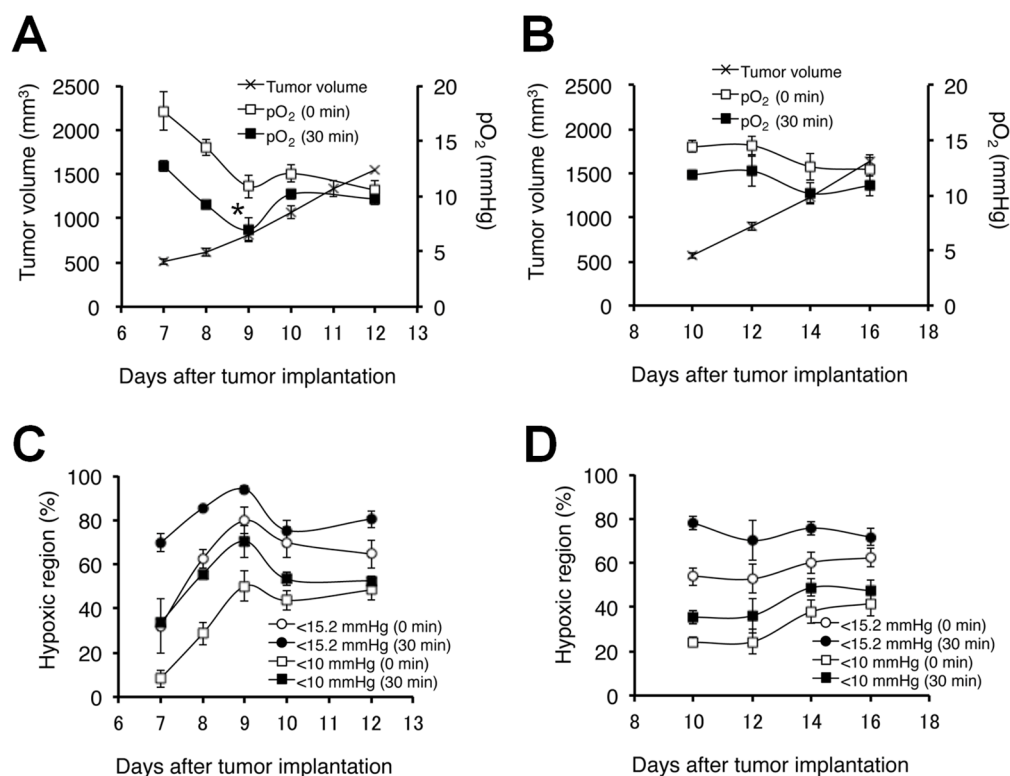 A
Tumor volume (mm³)
2500
2000
1500
1000
500
0
Tumor volume
pO₂ (0 min)
pO₂ (30 min)
*
20
15
10
5
0
pO₂ (mmHg)
6 7 8 9 10 11 12 13
Days after tumor implantation
B
Tumor volume (mm³)
2500
2000
1500
1000
500
0
Tumor volume
pO₂ (0 min)
pO₂ (30 min)
20
15
10
5
0
pO₂ (mmHg)
8 10 12 14 16 18
Days after tumor implantation
C
Hypoxic region (%)
100
80
60
40
20
0
<15.2 mmHg (0 min)
<15.2 mmHg (30 min)
<10 mmHg (0 min)
<10 mmHg (30 min)
6 7 8 9 10 11 12 13
Days after tumor implantation
D
Hypoxic region (%)
100
80
60
40
20
0
<15.2 mmHg (0 min)
<15.2 mmHg (30 min)
<10 mmHg (0 min)
<10 mmHg (30 min)
8 10 12 14 16 18
Days after tumor implantation